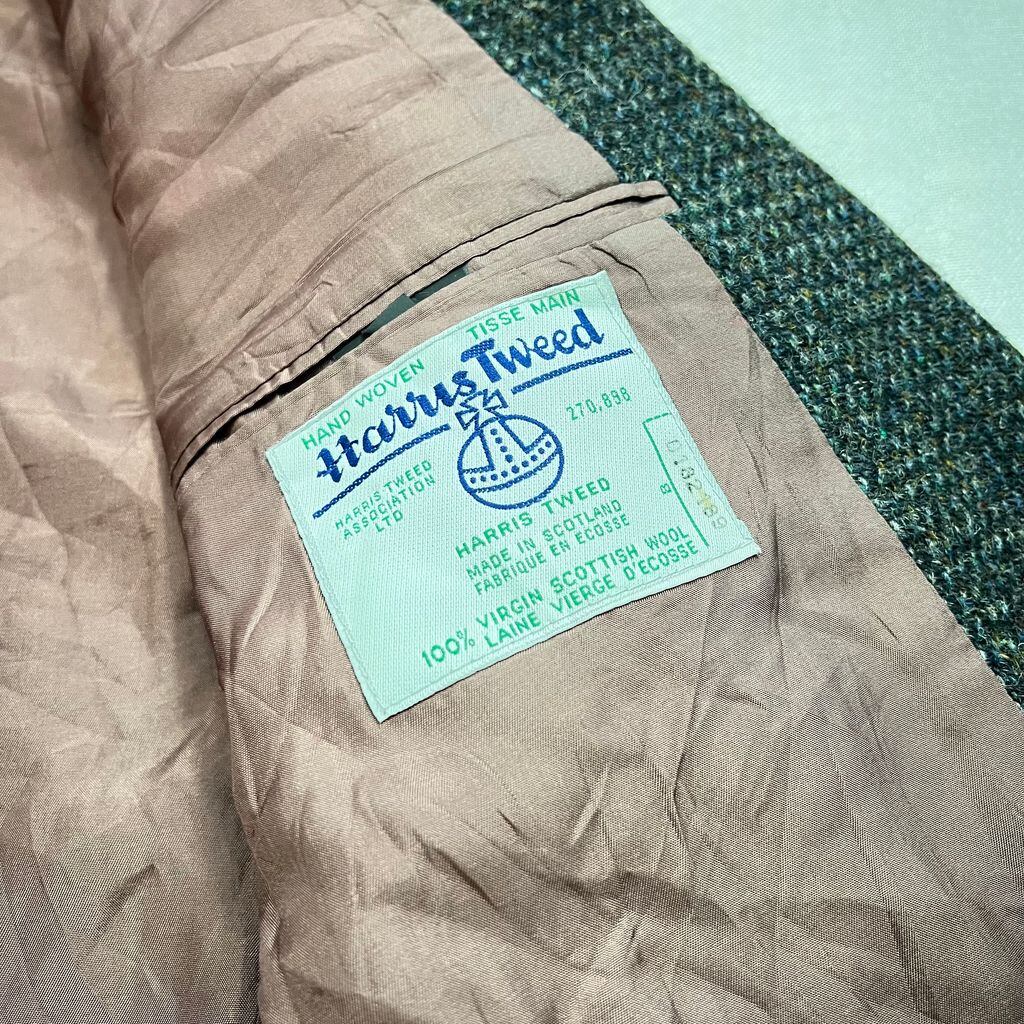 HAND WOVEN TISSE MAIN
Harris Tweed
270,898
HARRIS TWEED
ASSOCIATION
LTD
HARRIS TWEED
MADE IN SCOTLAND
FABRIQUE EN ECOSSE
100% VIRGIN SCOTTISH WOOL
LAINE VIERGE D'ECOSSE